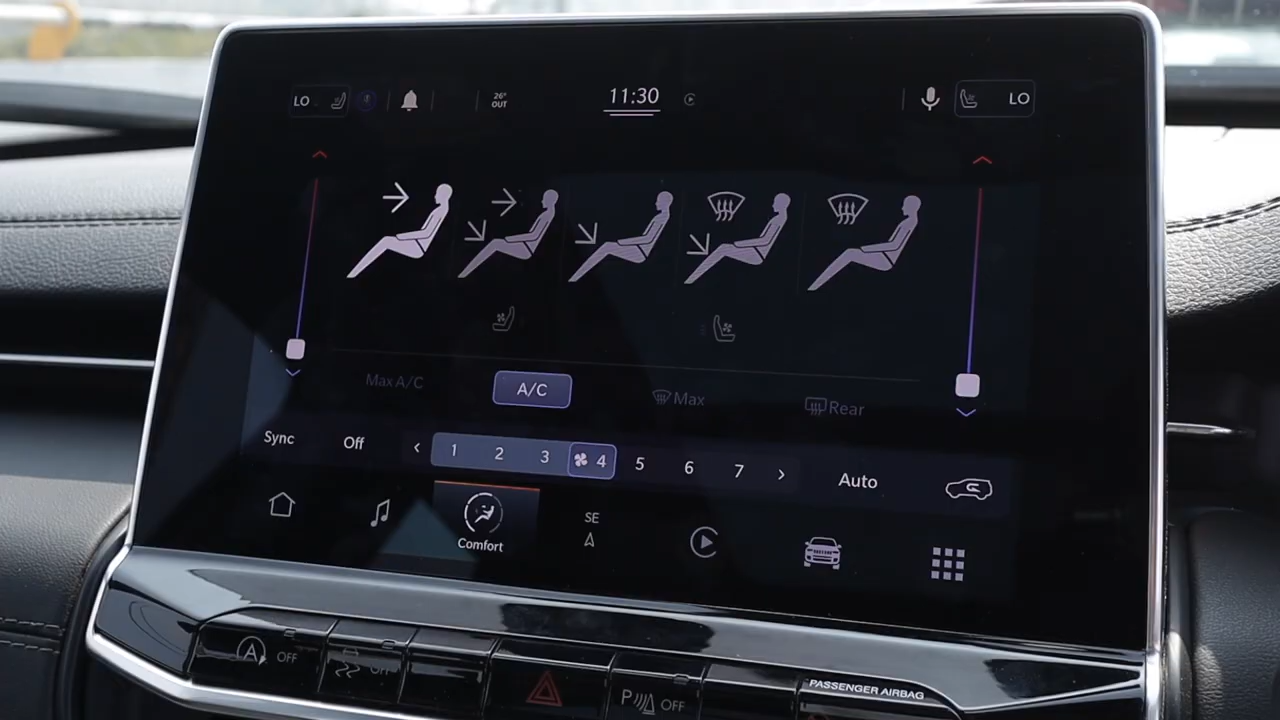 LO
26°
OUT
11:30
LO
Max A/C
A/C
Max
Rear
Sync
Off
1
2
3
4
5
6
7
Auto
Comfort
SE
A OFF
OFF
P OFF
PASSENGER AIRBAG